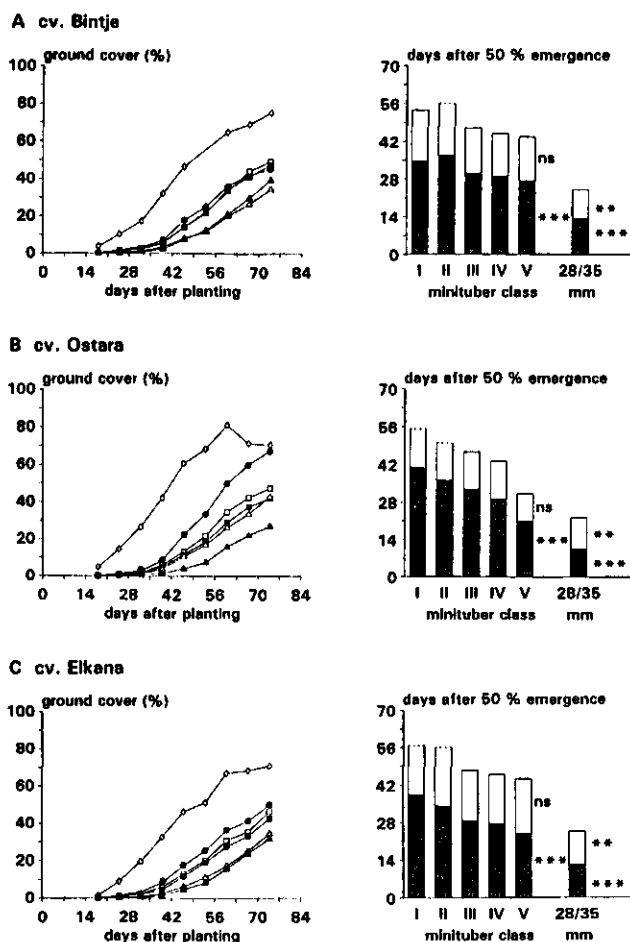 A cv. Bintje
ground cover (%)
100
80
60
40
20
0
0 14 28 42 56 70 84
days after planting
days after 50 % emergence
70
56
42
28
14
0
ns
***
**
***
I II III IV V 28/35
minituber class mm
B cv. Ostara
ground cover (%)
100
80
60
40
20
0
0 14 28 42 56 70 84
days after planting
days after 50 % emergence
70
56
42
28
14
0
ns
***
**
***
I II III IV V 28/35
minituber class mm
C cv. Elkana
ground cover (%)
100
80
60
40
20
0
0 14 28 42 56 70 84
days after planting
days after 50 % emergence
70
56
42
28
14
0
ns
***
**
***
I II III IV V 28/35
minituber class mm